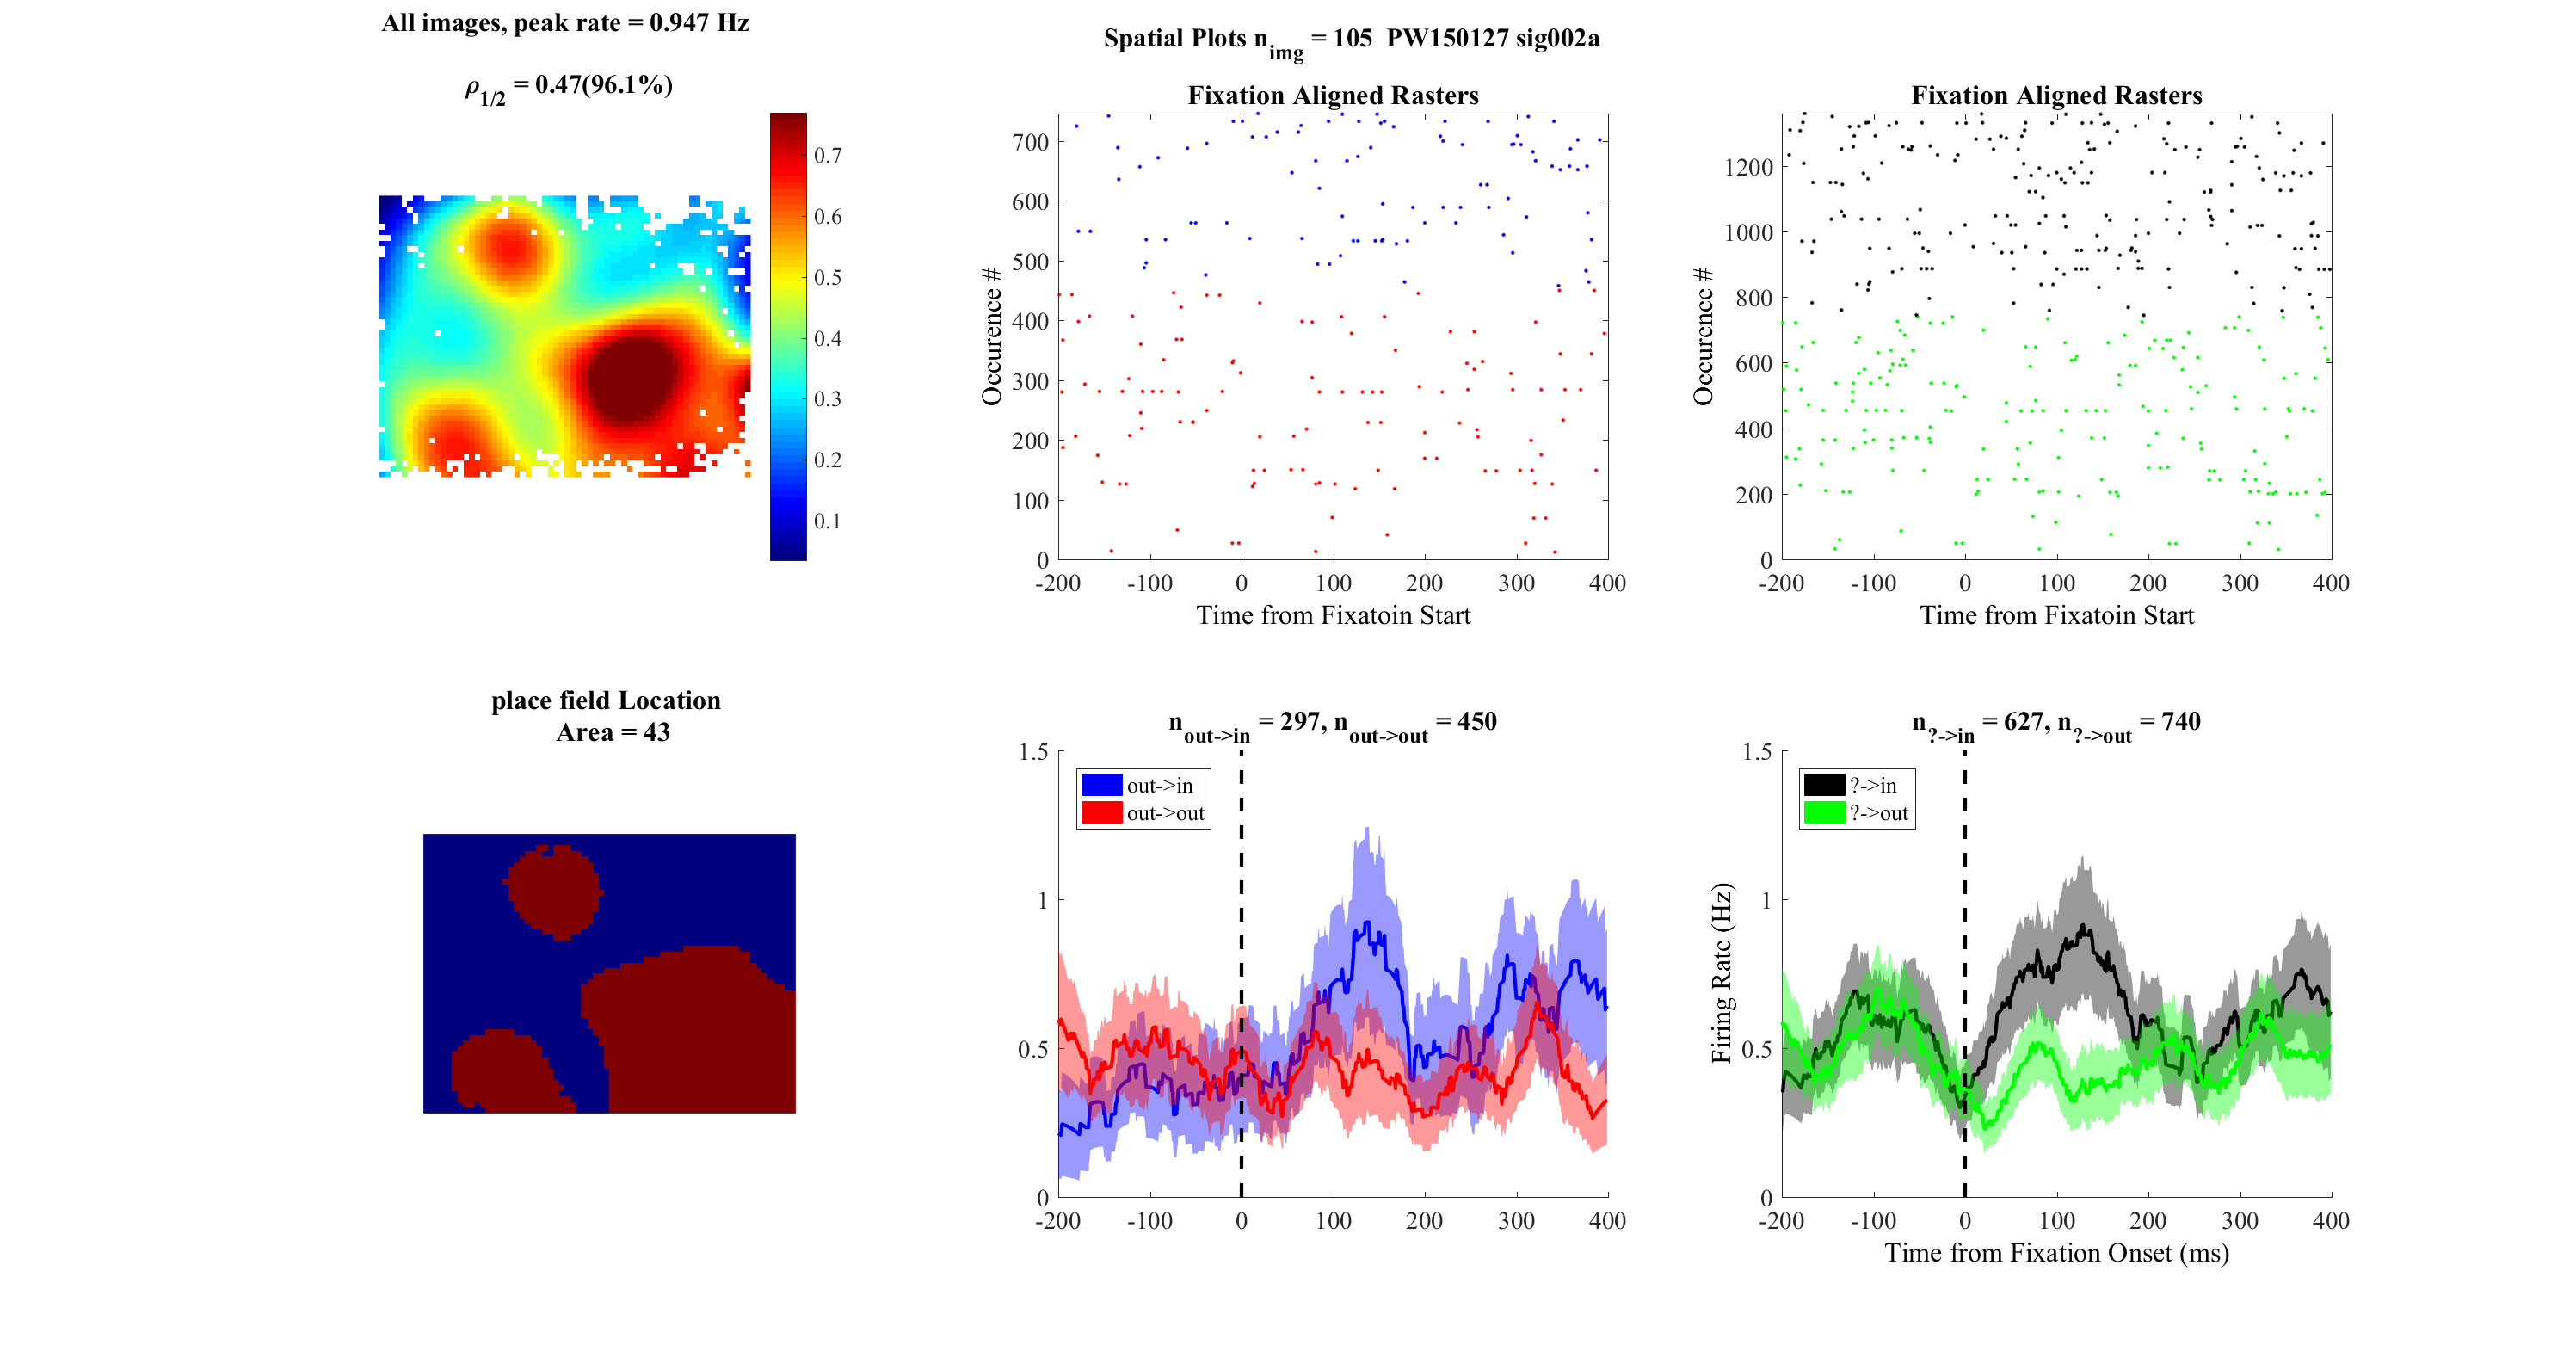 All images, peak rate = 0.947 Hz
ρ1/2 = 0.47(96.1%)
0.7
0.6
0.5
0.4
0.3
0.2
0.1
Spatial Plots nimg = 105 PW150127 sig002a
Fixation Aligned Rasters
Occurence #
700
600
500
400
300
200
100
0
-200 -100 0 100 200 300 400
Time from Fixatoin Start
Fixation Aligned Rasters
Occurence #
1200
1000
800
600
400
200
0
-200 -100 0 100 200 300 400
Time from Fixatoin Start
place field Location
Area = 43
nout->in = 297, nout->out = 450
1.5
1
0.5
0
out->in
out->out
-200 -100 0 100 200 300 400
n?->in = 627, n?->out = 740
Firing Rate (Hz)
1.5
1
0.5
0
?->in
?->out
-200 -100 0 100 200 300 400
Time from Fixation Onset (ms)